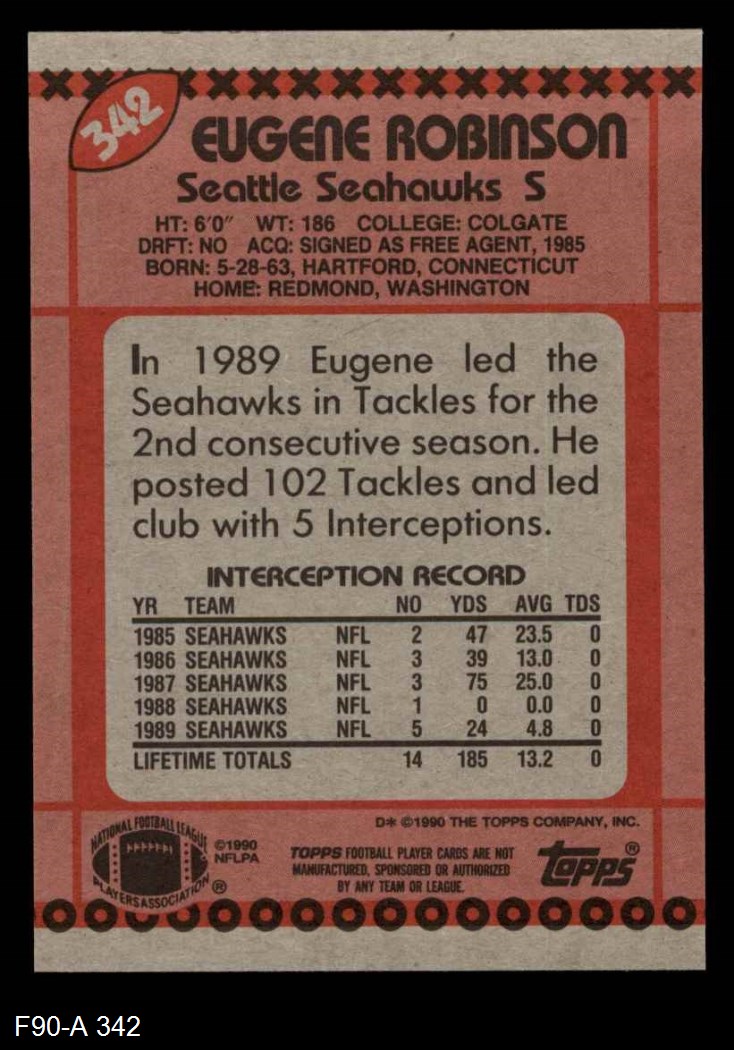 342
EUGENE ROBINSON
Seattle Seahawks S
HT: 6'0" WT: 186 COLLEGE: COLGATE
DRFT: NO ACQ: SIGNED AS FREE AGENT, 1985
BORN: 5-28-63, HARTFORD, CONNECTICUT
HOME: REDMOND, WASHINGTON
In 1989 Eugene led the
Seahawks in Tackles for the
2nd consecutive season. He
posted 102 Tackles and led
club with 5 Interceptions.
INTERCEPTION RECORD
YR TEAM NO YDS AVG TDS
1985 SEAHAWKS NFL 2 47 23.5 0
1986 SEAHAWKS NFL 3 39 13.0 0
1987 SEAHAWKS NFL 3 75 25.0 0
1988 SEAHAWKS NFL 1 0 0.0 0
1989 SEAHAWKS NFL 5 24 4.8 0
LIFETIME TOTALS 14 185 13.2 0
D* ©1990 THE TOPPS COMPANY, INC.
NATIONAL FOOTBALL LEAGUE
PLAYERS ASSOCIATION ®
©1990
NFLPA
TOPPS FOOTBALL PLAYER CARDS ARE NOT
MANUFACTURED, SPONSORED OR AUTHORIZED
BY ANY TEAM OR LEAGUE.
topps®
F90-A 342